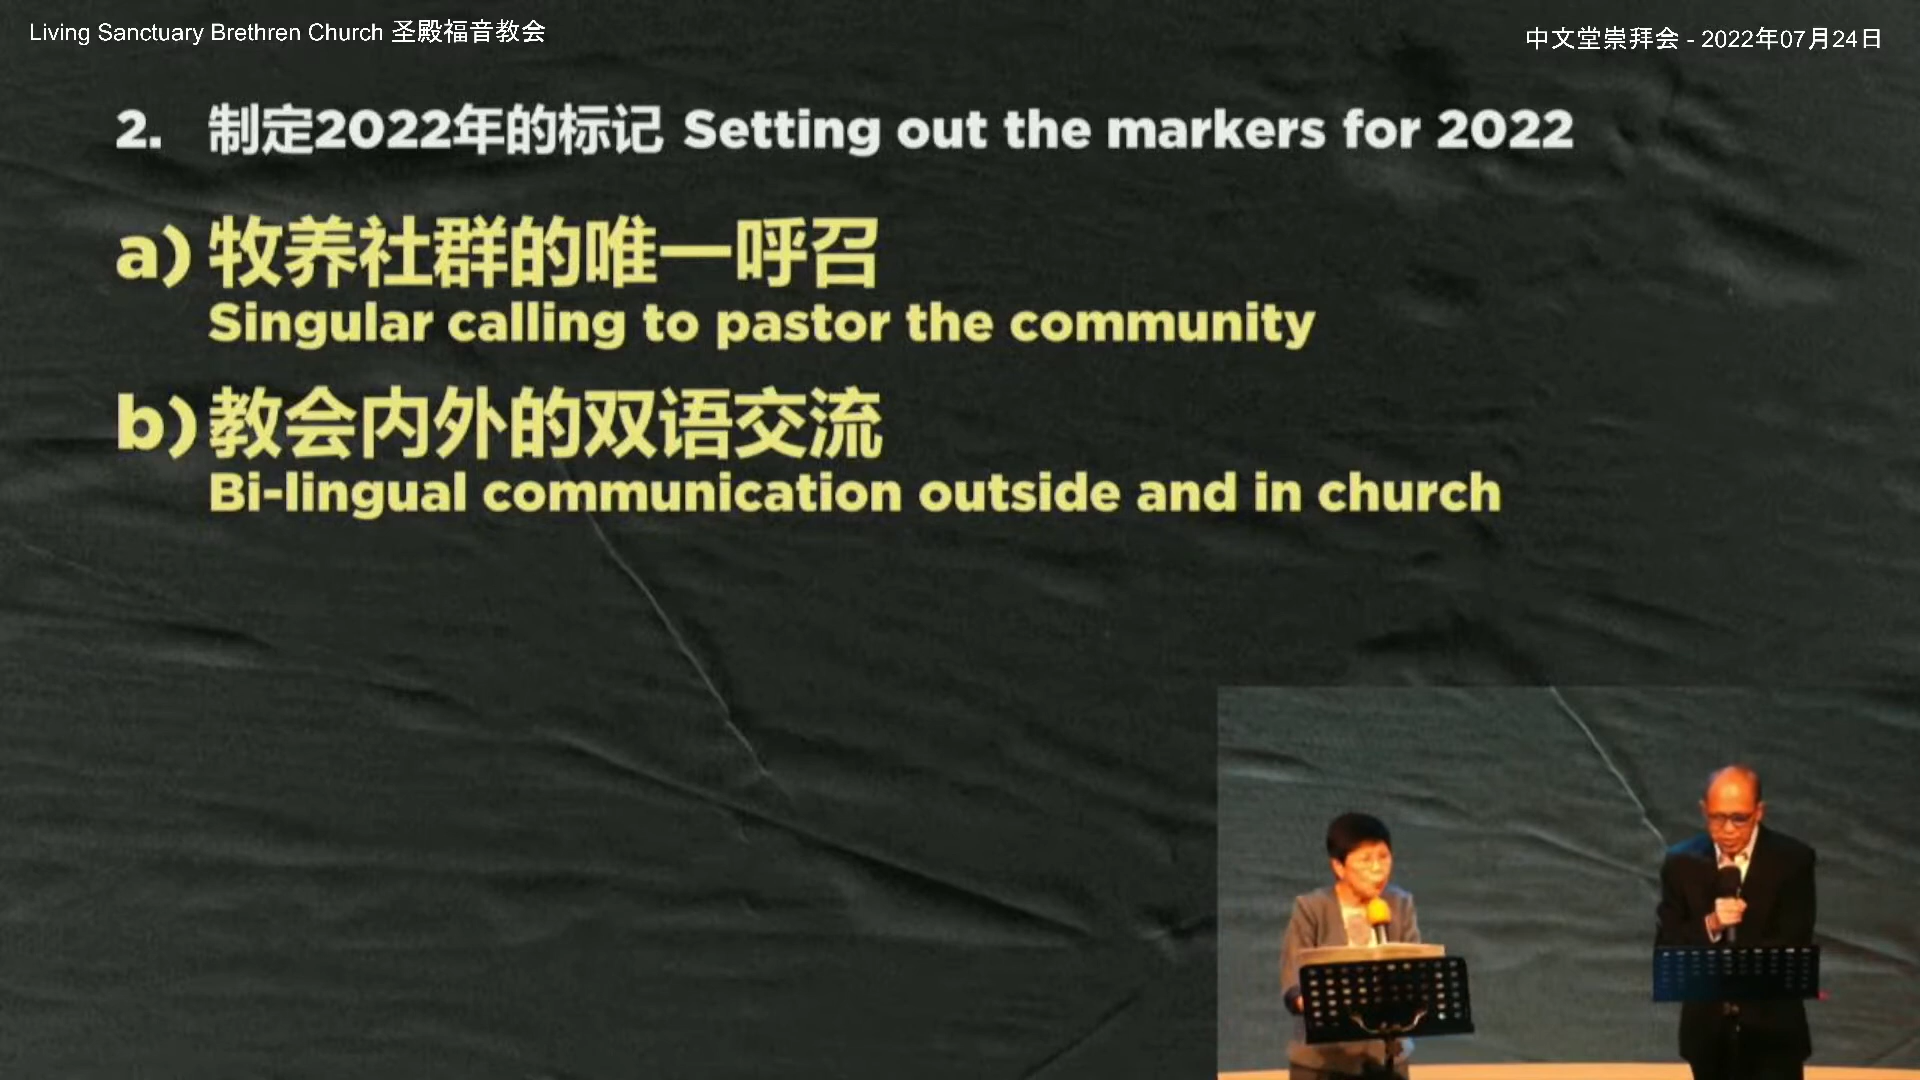 Living Sanctuary Brethren Church 圣殿福音教会
中文堂崇拜会 - 2022年07月24日
2. 制定2022年的标记 Setting out the markers for 2022
a) 牧养社群的唯一呼召
Singular calling to pastor the community
b) 教会内外的双语交流
Bi-lingual communication outside and in church